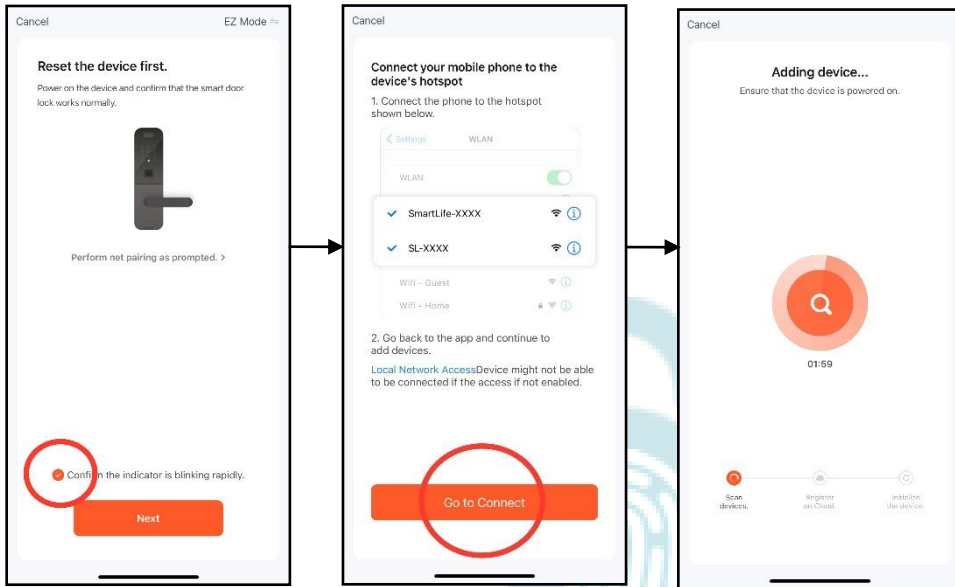 Cancel
EZ Mode
Reset the device first.
Power on the device and confirm that the smart door
lock works normally.
Perform net pairing as prompted. >
Confirm the indicator is blinking rapidly.
Next
Cancel
Connect your mobile phone to the
device's hotspot
1. Connect the phone to the hotspot
shown below.
< Settings
WLAN
WLAN
SmartLife-XXXX
SL-XXXX
Wifi - Guest
Wifi - Home
2. Go back to the app and continue to
add devices.
Local Network AccessDevice might not be able
to be connected if the access if not enabled.
Go to Connect
Cancel
Adding device...
Ensure that the device is powered on.
01:59
Scan
devices.
Register
on Cloud.
Initialize
the device.